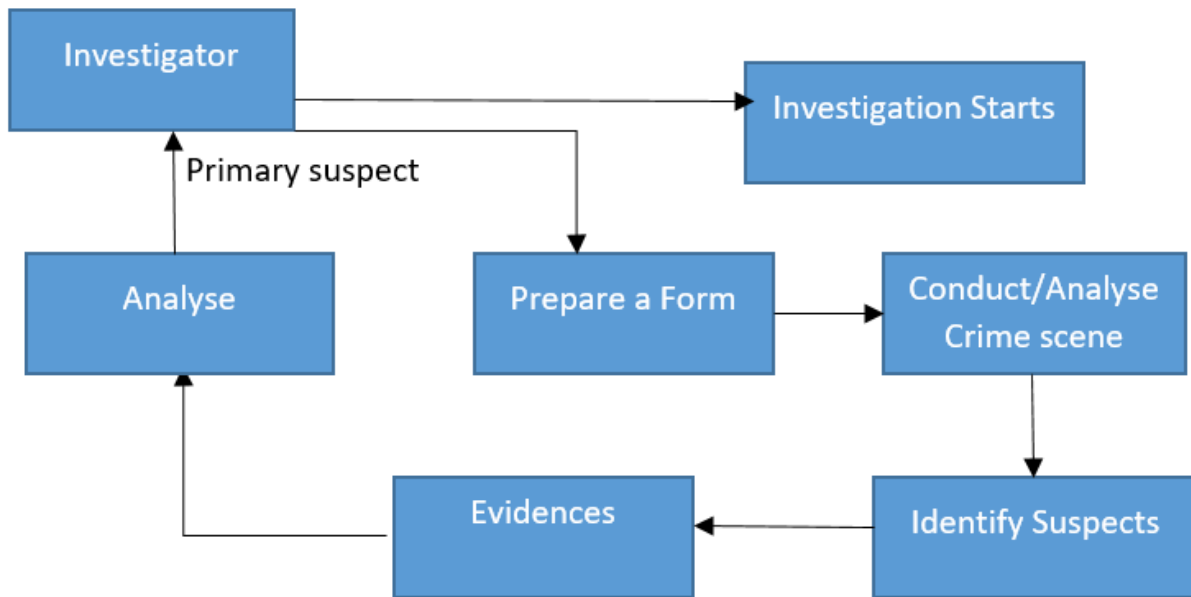 Investigator
Investigation Starts
Primary suspect
Analyse
Prepare a Form
Conduct/Analyse
Crime scene
Evidences
Identify Suspects